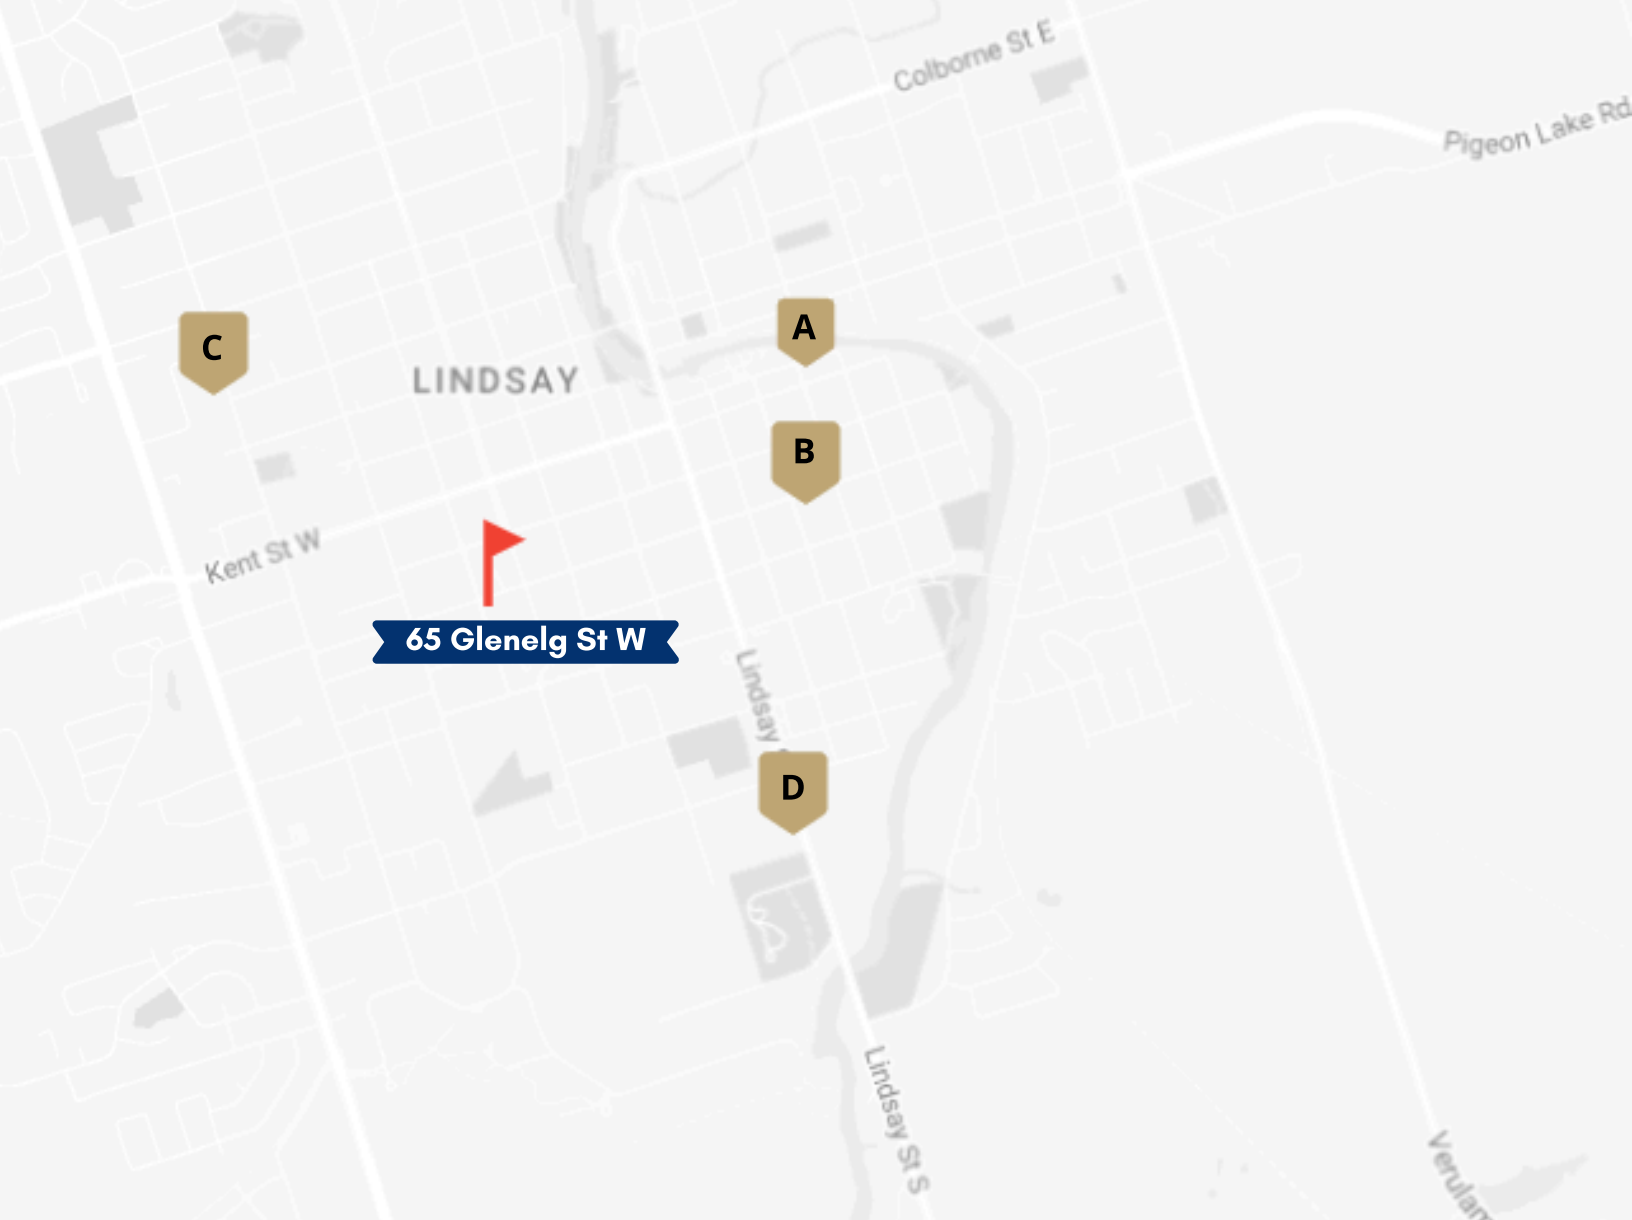 Colborne St E
Pigeon Lake Rd
A
C
LINDSAY
B
Kent St W
65 Glenelg St W
Lindsay
D
Lindsay St S